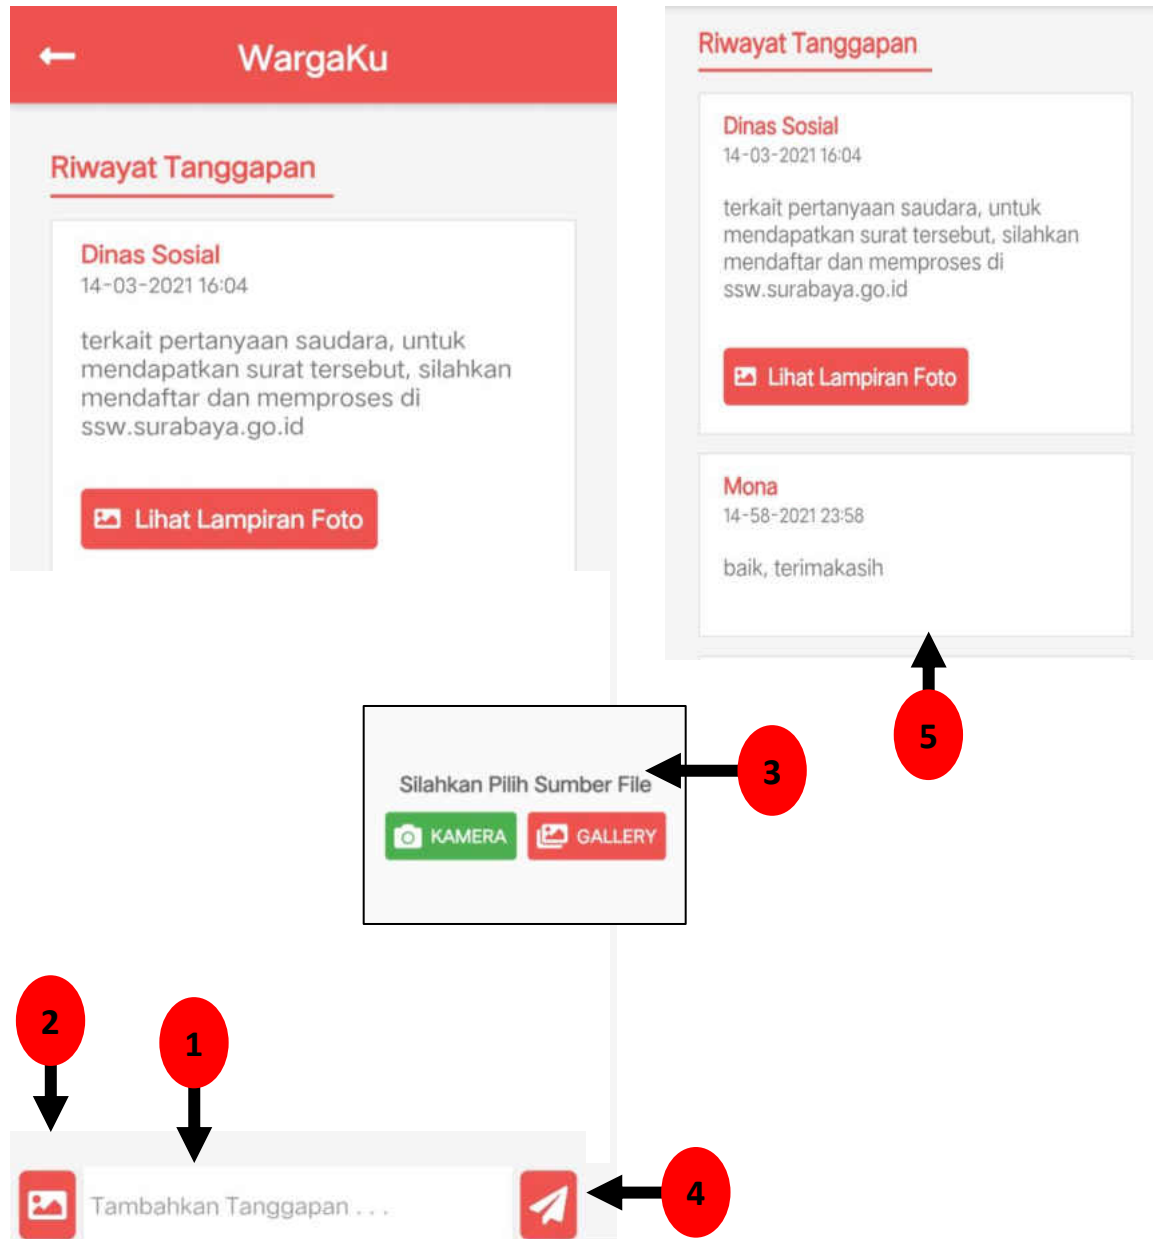 WargaKu
Riwayat Tanggapan
Dinas Sosial
14-03-2021 16:04
terkait pertanyaan saudara, untuk
mendapatkan surat tersebut, silahkan
mendaftar dan memproses di
ssw.surabaya.go.id
Lihat Lampiran Foto
Riwayat Tanggapan
Dinas Sosial
14-03-2021 16:04
terkait pertanyaan saudara, untuk
mendapatkan surat tersebut, silahkan
mendaftar dan memproses di
ssw.surabaya.go.id
Lihat Lampiran Foto
Mona
14-58-2021 23:58
baik, terimakasih
5
3
Silahkan Pilih Sumber File
KAMERA
GALLERY
2
1
4
Tambahkan Tanggapan . . .